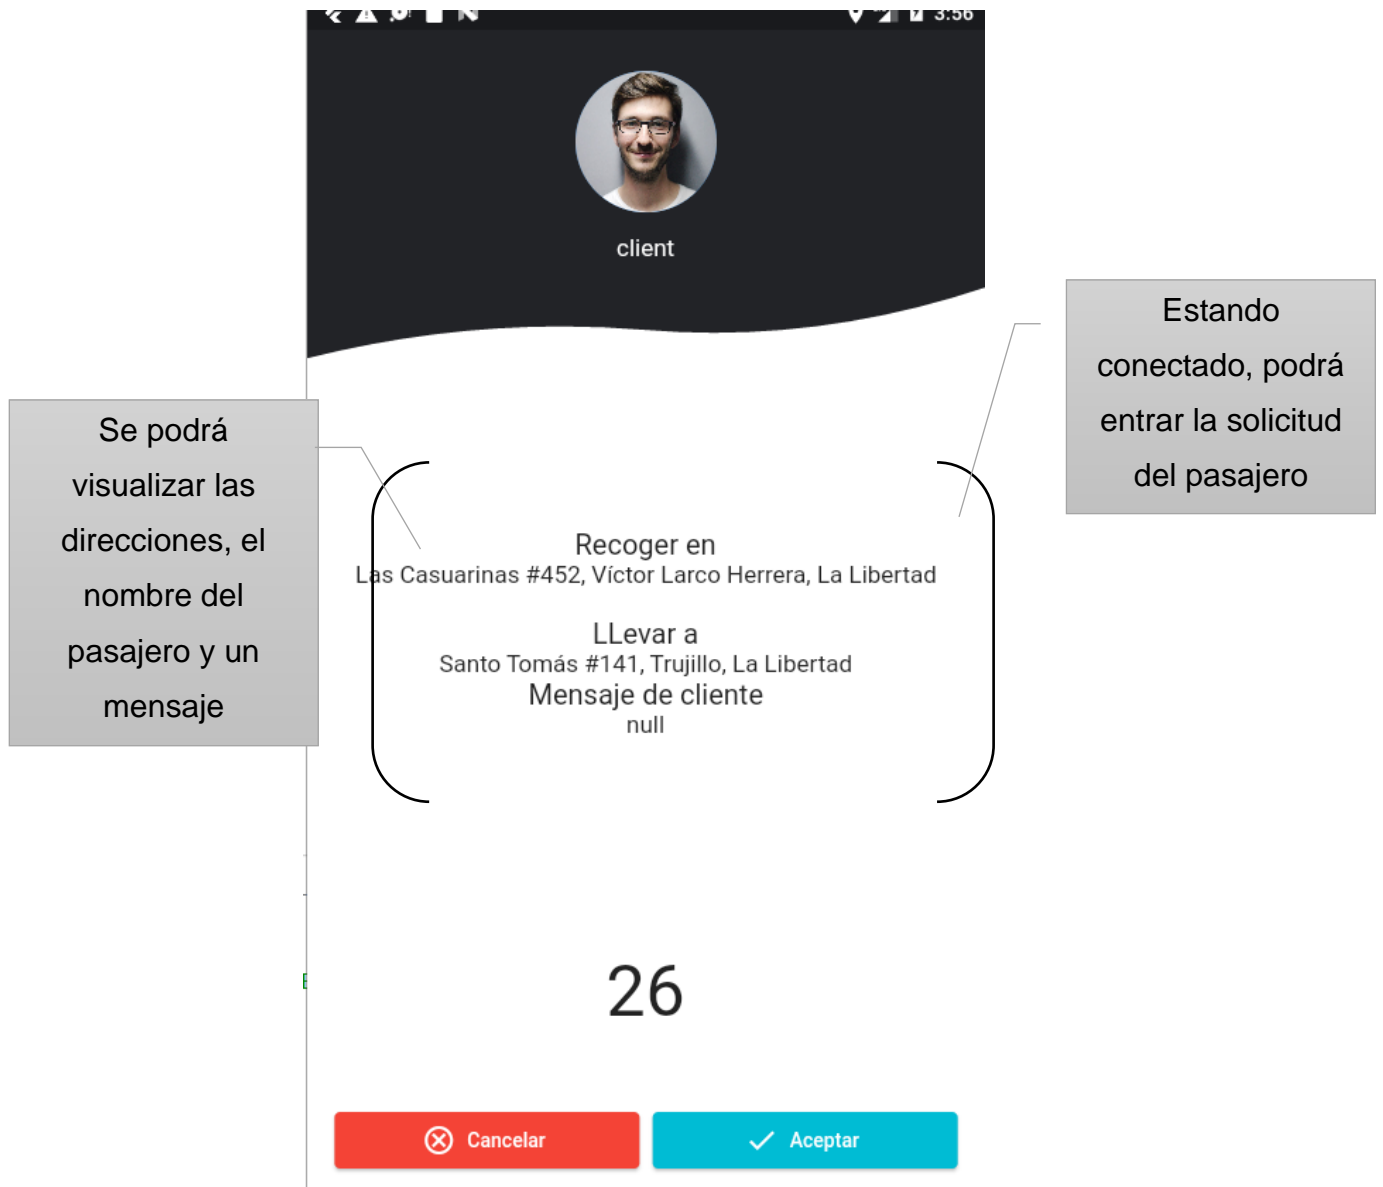 3:56
client
Estando
conectado, podrá
entrar la solicitud
del pasajero
Se podrá
visualizar las
direcciones, el
nombre del
pasajero y un
mensaje
Recoger en
Las Casuarinas #452, Víctor Larco Herrera, La Libertad
LLevar a
Santo Tomás #141, Trujillo, La Libertad
Mensaje de cliente
null
26
Cancelar
Aceptar